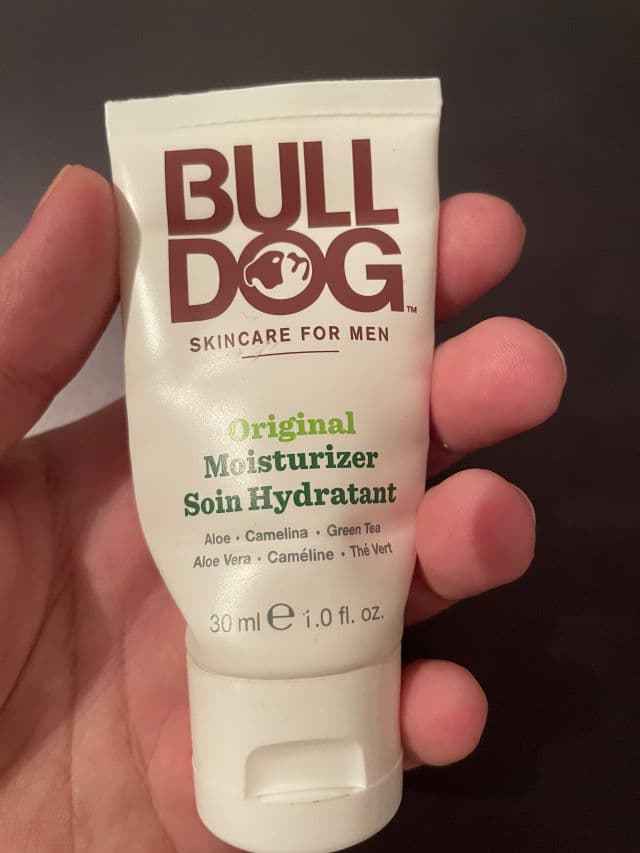 BULL
DOG™
SKINCARE FOR MEN
Original
Moisturizer
Soin Hydratant
Aloe • Camelina • Green Tea
Aloe Vera • Caméline • Thé Vert
30 ml ℮ 1.0 fl. oz.